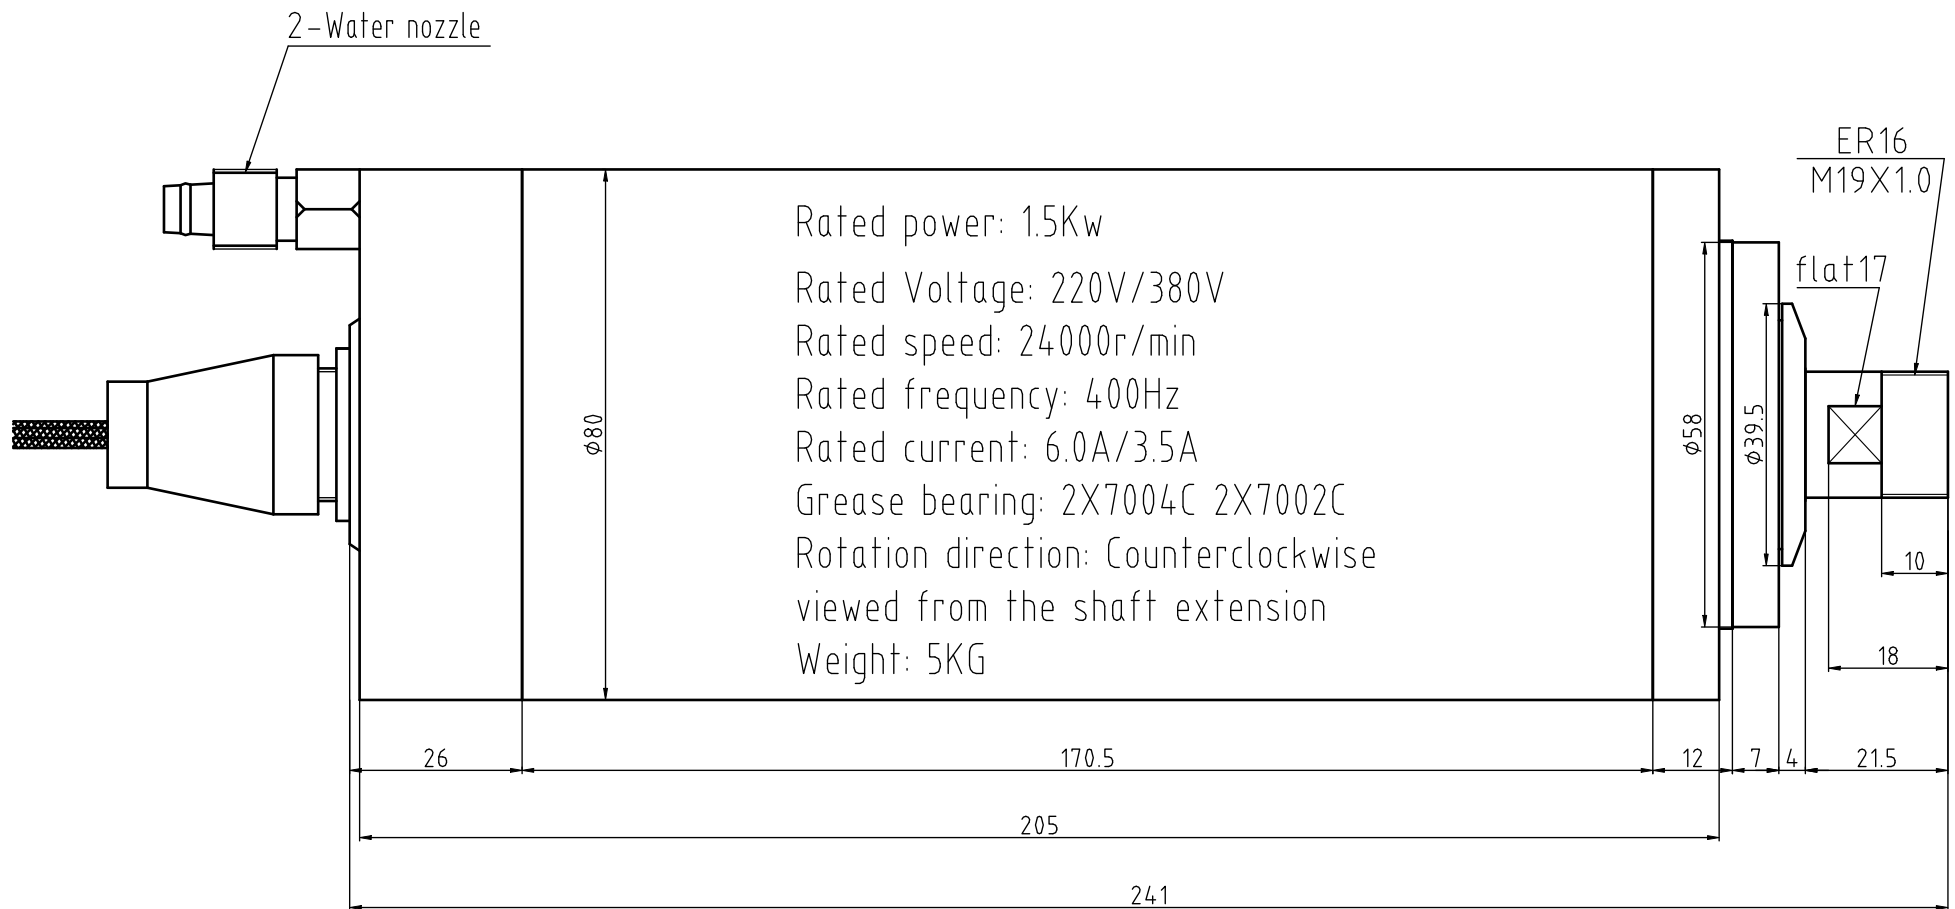 2-Water nozzle
ER16
M19X1.0
flat17
Rated power: 1.5Kw
Rated Voltage: 220V/380V
Rated speed: 24000r/min
Rated frequency: 400Hz
Rated current: 6.0A/3.5A
Grease bearing: 2X7004C 2X7002C
Rotation direction: Counterclockwise
viewed from the shaft extension
Weight: 5KG
φ80
φ58
φ39.5
10
18
26
170.5
12
7
4
21.5
205
241